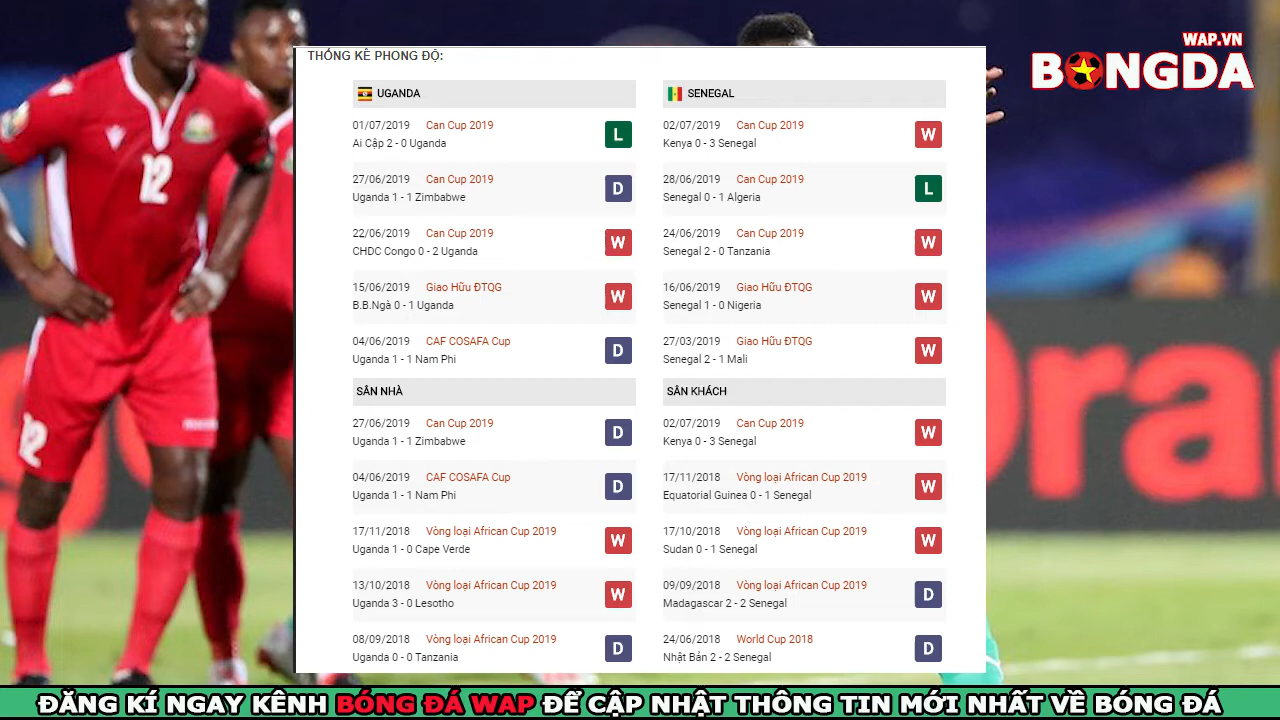 WAP.VN
BONGDA
THỐNG KÊ PHONG ĐỘ:
UGANDA
01/07/2019 Can Cup 2019
Ai Cập 2 - 0 Uganda
L
27/06/2019 Can Cup 2019
Uganda 1 - 1 Zimbabwe
D
22/06/2019 Can Cup 2019
CHDC Congo 0 - 2 Uganda
W
15/06/2019 Giao Hữu ĐTQG
B.B.Ngà 0 - 1 Uganda
W
04/06/2019 CAF COSAFA Cup
Uganda 1 - 1 Nam Phi
D
SENEGAL
02/07/2019 Can Cup 2019
Kenya 0 - 3 Senegal
W
28/06/2019 Can Cup 2019
Senegal 0 - 1 Algeria
L
24/06/2019 Can Cup 2019
Senegal 2 - 0 Tanzania
W
16/06/2019 Giao Hữu ĐTQG
Senegal 1 - 0 Nigeria
W
27/03/2019 Giao Hữu ĐTQG
Senegal 2 - 1 Mali
W
SÂN NHÀ
27/06/2019 Can Cup 2019
Uganda 1 - 1 Zimbabwe
D
04/06/2019 CAF COSAFA Cup
Uganda 1 - 1 Nam Phi
D
17/11/2018 Vòng loại African Cup 2019
Uganda 1 - 0 Cape Verde
W
13/10/2018 Vòng loại African Cup 2019
Uganda 3 - 0 Lesotho
W
08/09/2018 Vòng loại African Cup 2019
Uganda 0 - 0 Tanzania
D
SÂN KHÁCH
02/07/2019 Can Cup 2019
Kenya 0 - 3 Senegal
W
17/11/2018 Vòng loại African Cup 2019
Equatorial Guinea 0 - 1 Senegal
W
17/10/2018 Vòng loại African Cup 2019
Sudan 0 - 1 Senegal
W
09/09/2018 Vòng loại African Cup 2019
Madagascar 2 - 2 Senegal
D
24/06/2018 World Cup 2018
Nhật Bản 2 - 2 Senegal
D
12
12
ĐĂNG KÍ NGAY KÊNH BÓNG ĐÁ WAP ĐỂ CẬP NHẬT THÔNG TIN MỚI NHẤT VỀ BÓNG ĐÁ